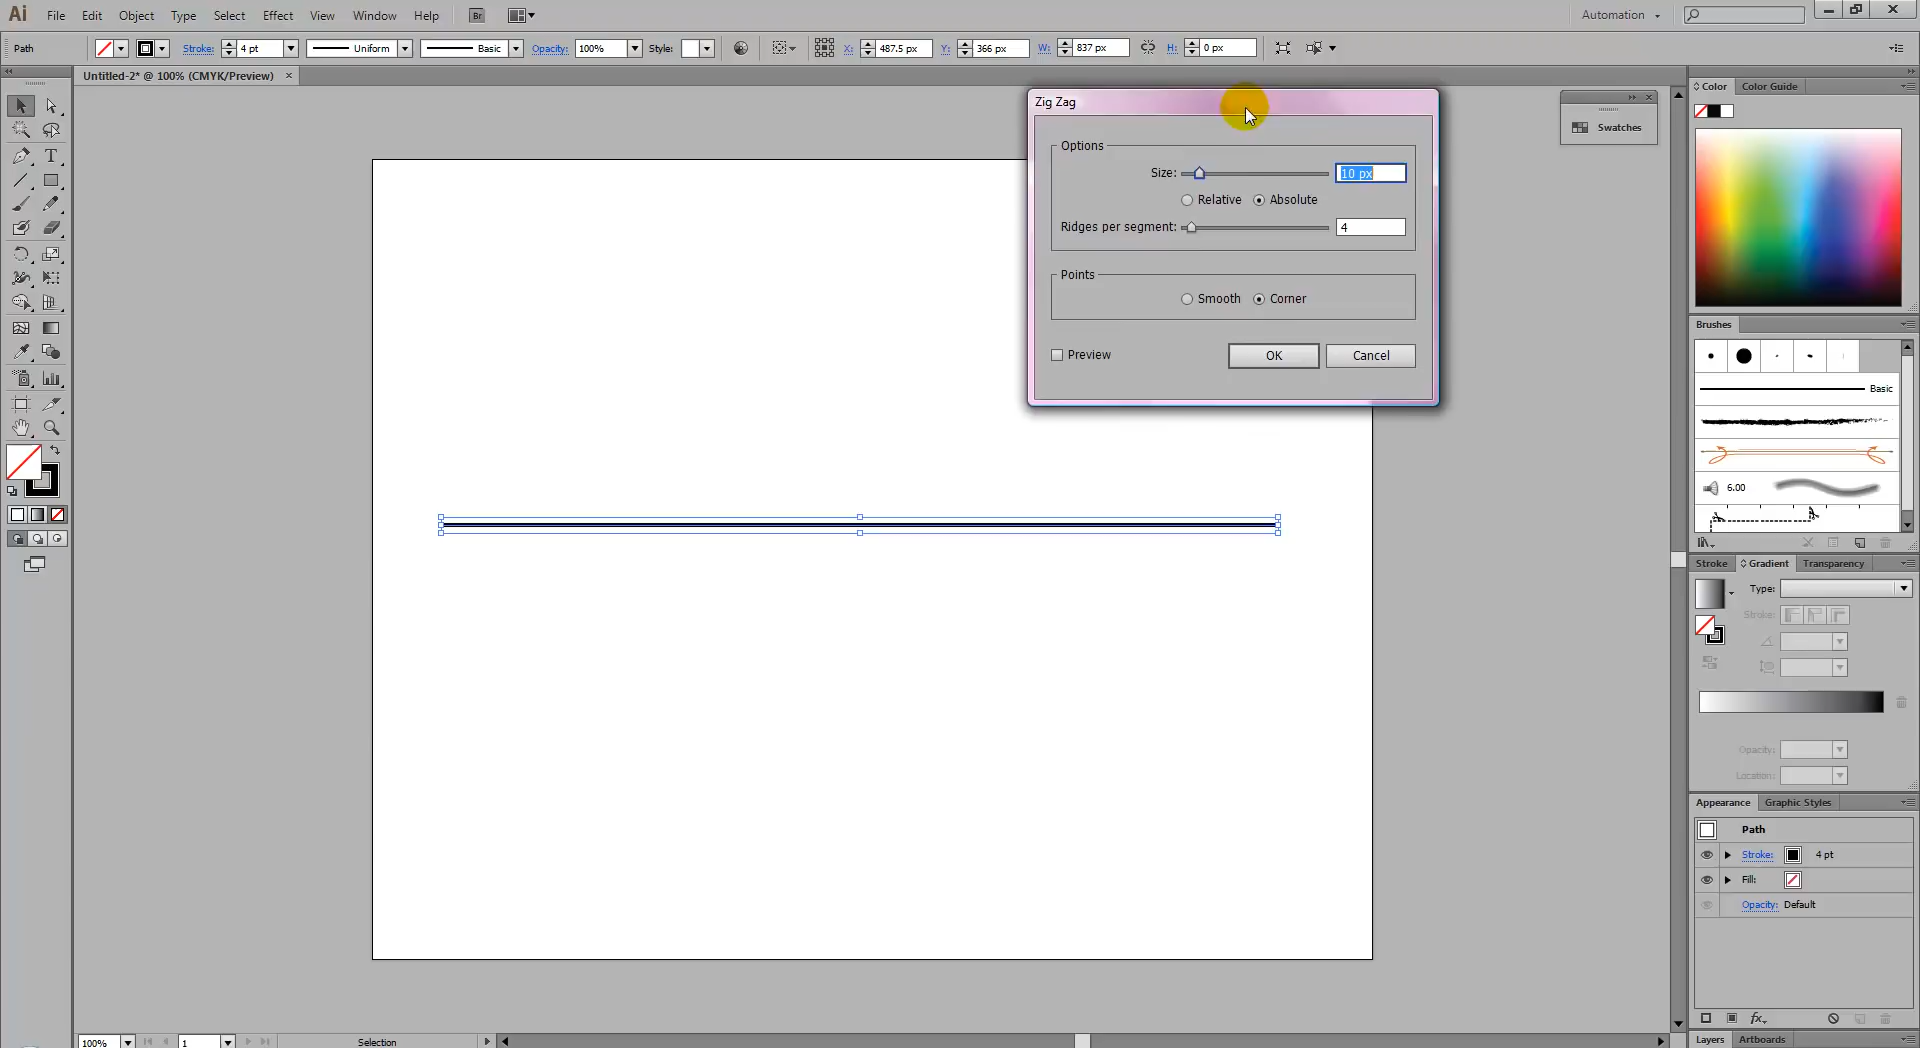 Ai File Edit Object Type Select Effect View Window Help Br Automation
Path Stroke: 4 pt Uniform Basic Opacity: 100% Style: X: 487.5 px Y: 366 px W: 837 px H: 0 px
Untitled-2* @ 100% (CMYK/Preview)
Zig Zag
Options
Size: 10 px
Relative Absolute
Ridges per segment: 4
Points
Smooth Corner
Preview OK Cancel
Swatches
Color Color Guide
Brushes
Basic
6.00
Stroke Gradient Transparency
Type:
Stroke:
Opacity:
Location:
Appearance Graphic Styles
Path
Stroke: 4 pt
Fill:
Opacity: Default
fx
Layers Artboards
100% 1 Selection